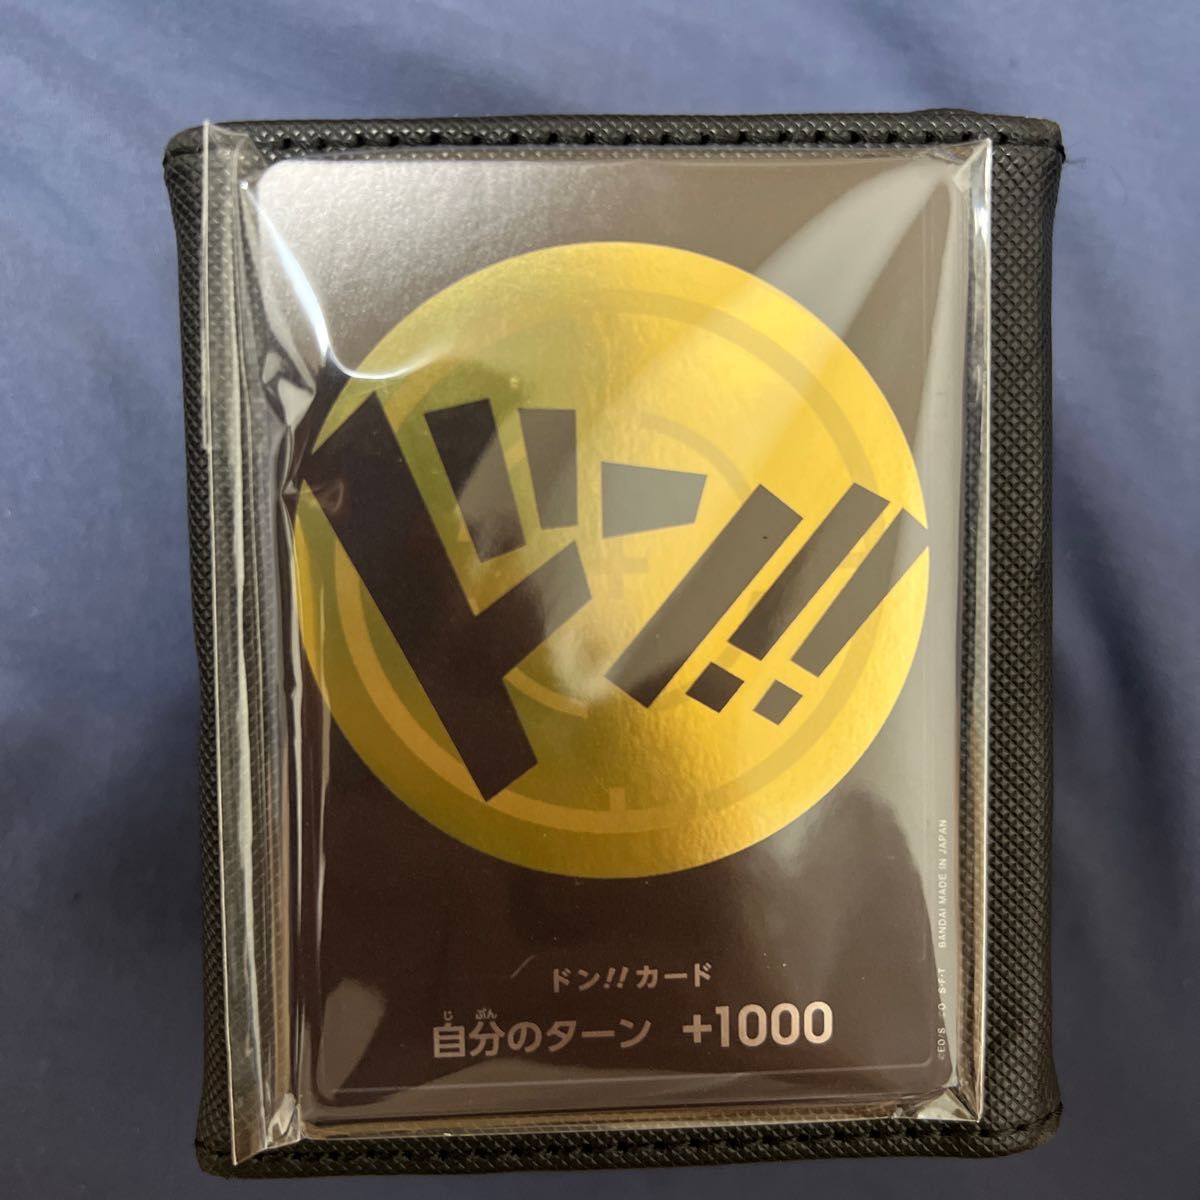 ドン!!
ドン!!カード
じ ぶん
自分のターン +1000
BANDAI MADE IN JAPAN